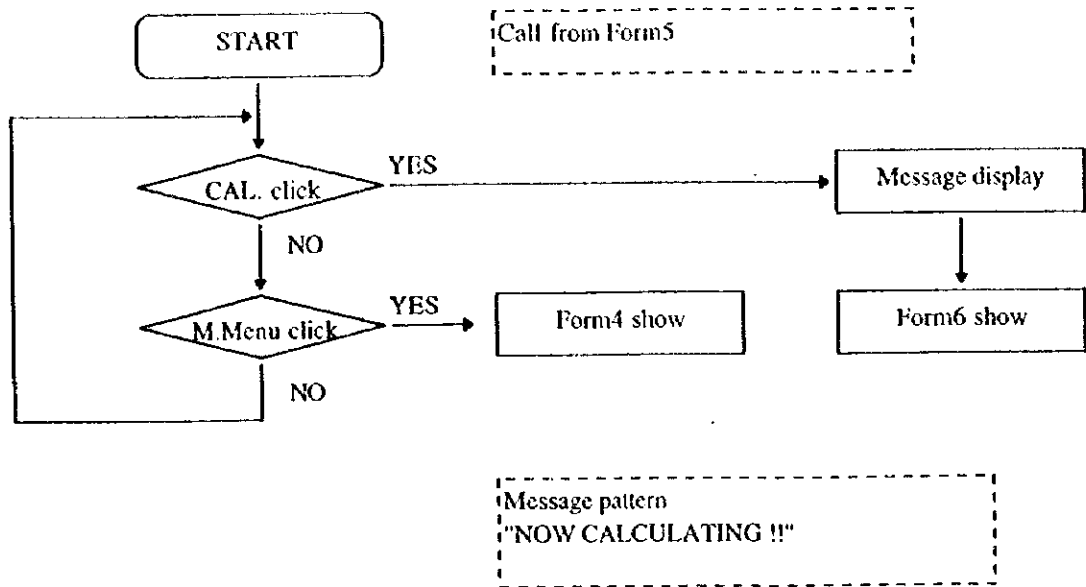 START
Call from Form5
CAL. click
YES
Message display
NO
M.Menu click
YES
Form4 show
Form6 show
NO
Message pattern
"NOW CALCULATING !!"